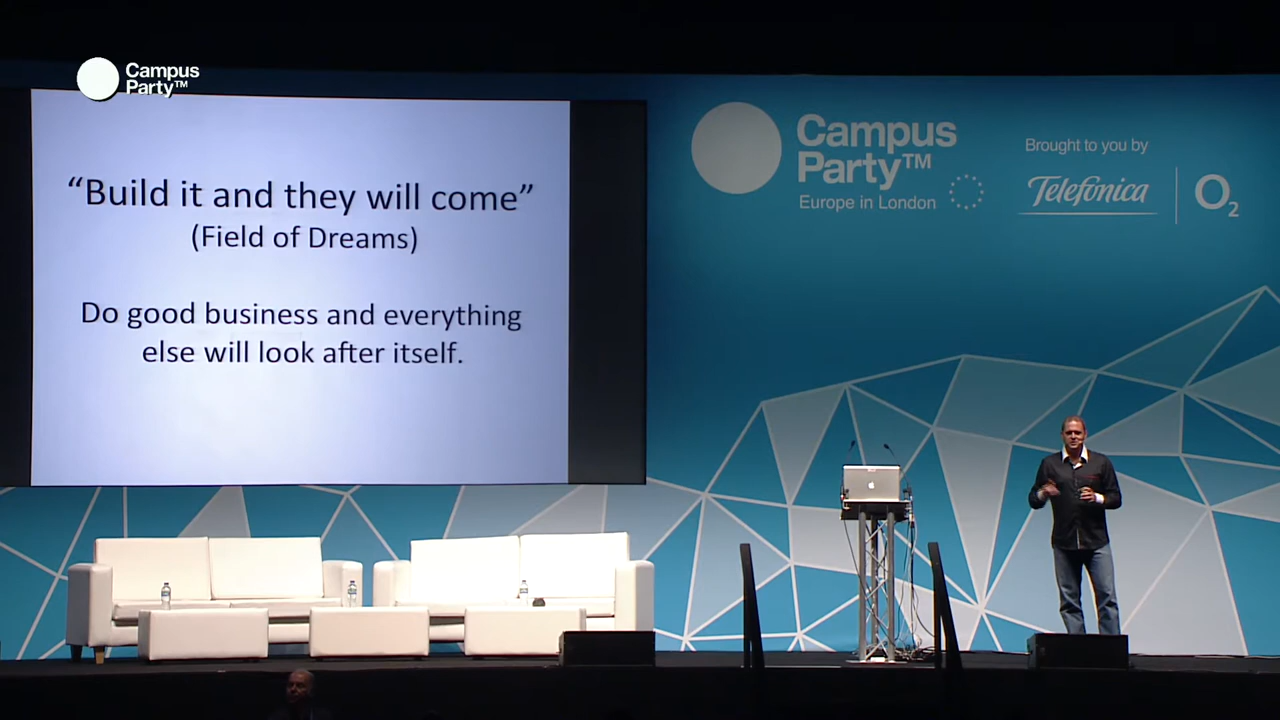 Campus
Party™
"Build it and they will come"
(Field of Dreams)
Do good business and everything
else will look after itself.
Campus
Party™
Europe in London
Brought to you by
Telefónica
O2